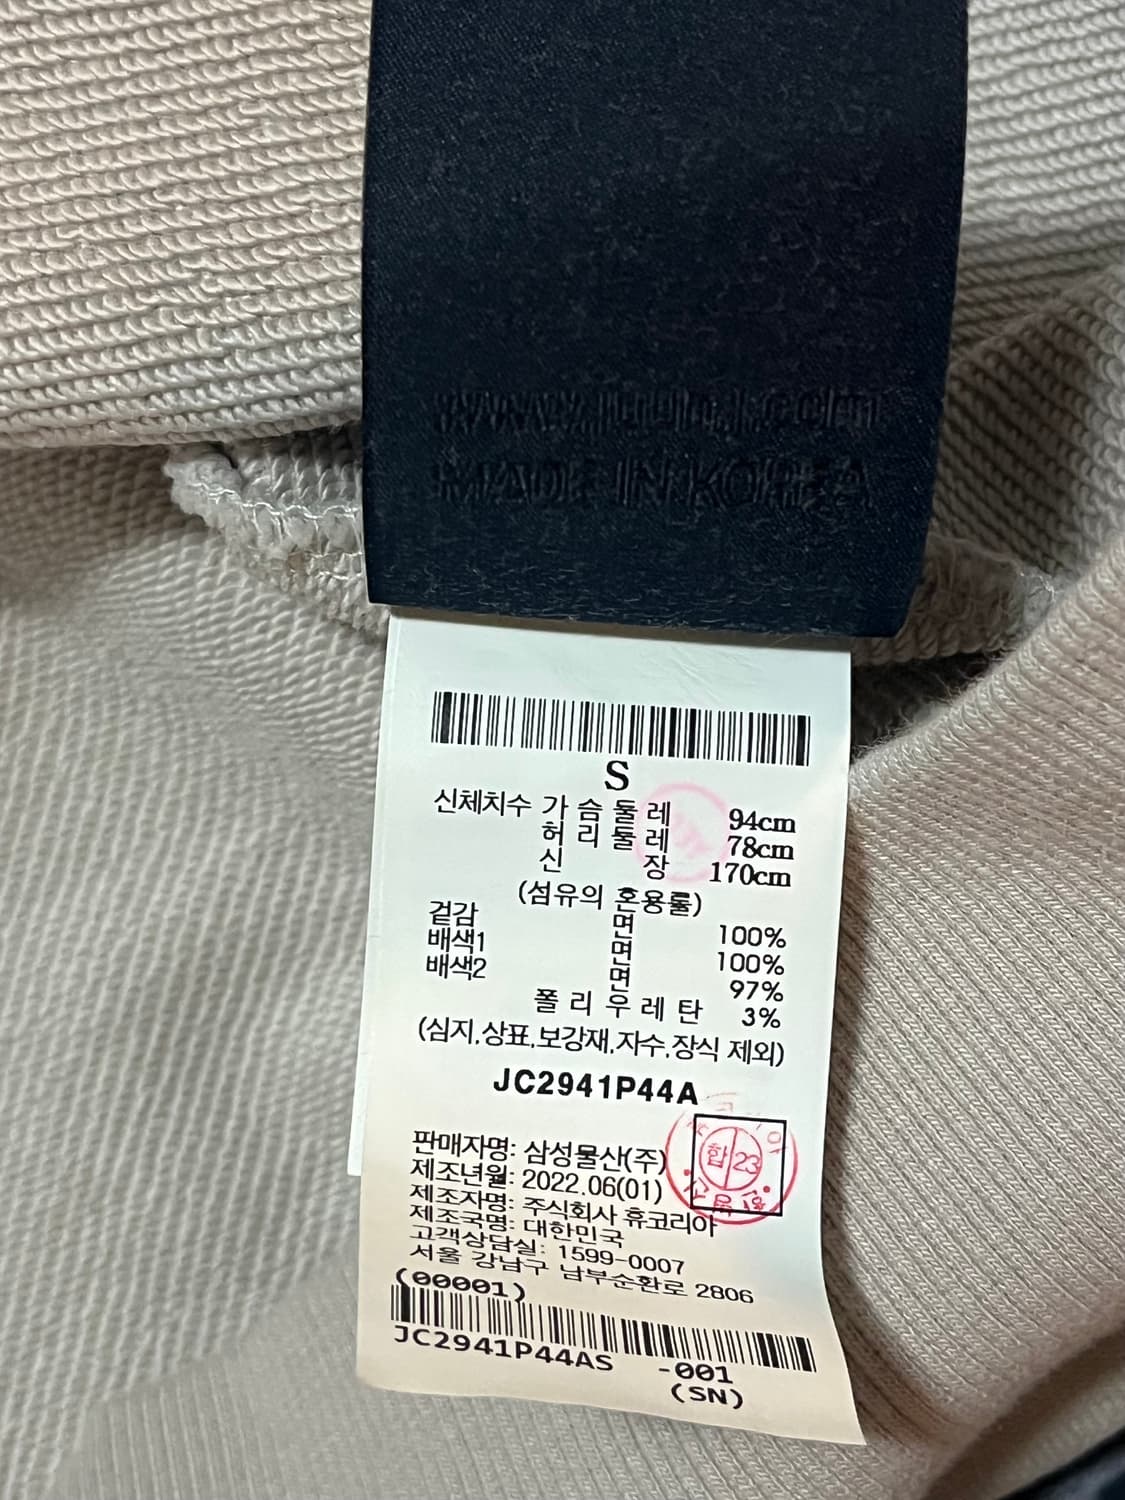 www.juunj.com
MADE IN KOREA
S
신체치수 가슴둘레 94cm
허리둘레 78cm
신 장 170cm
(섬유의 혼용률)
겉감 면 100%
배색1 면 100%
배색2 면 97%
폴리우레탄 3%
(심지,상표,보강재,자수,장식 제외)
JC2941P44A
판매자명: 삼성물산(주)
제조년월: 2022.06(01)
제조자명: 주식회사 휴코리아
제조국명: 대한민국
고객상담실: 1599-0007
서울 강남구 남부순환로 2806
합 23
(00001)
JC2941P44AS -001
(SN)